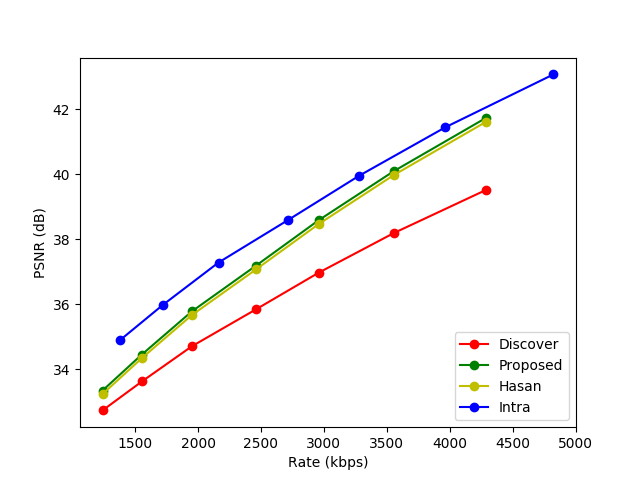 42
40
38
36
34
PSNR (dB)
1500 2000 2500 3000 3500 4000 4500 5000
Rate (kbps)
Discover
Proposed
Hasan
Intra